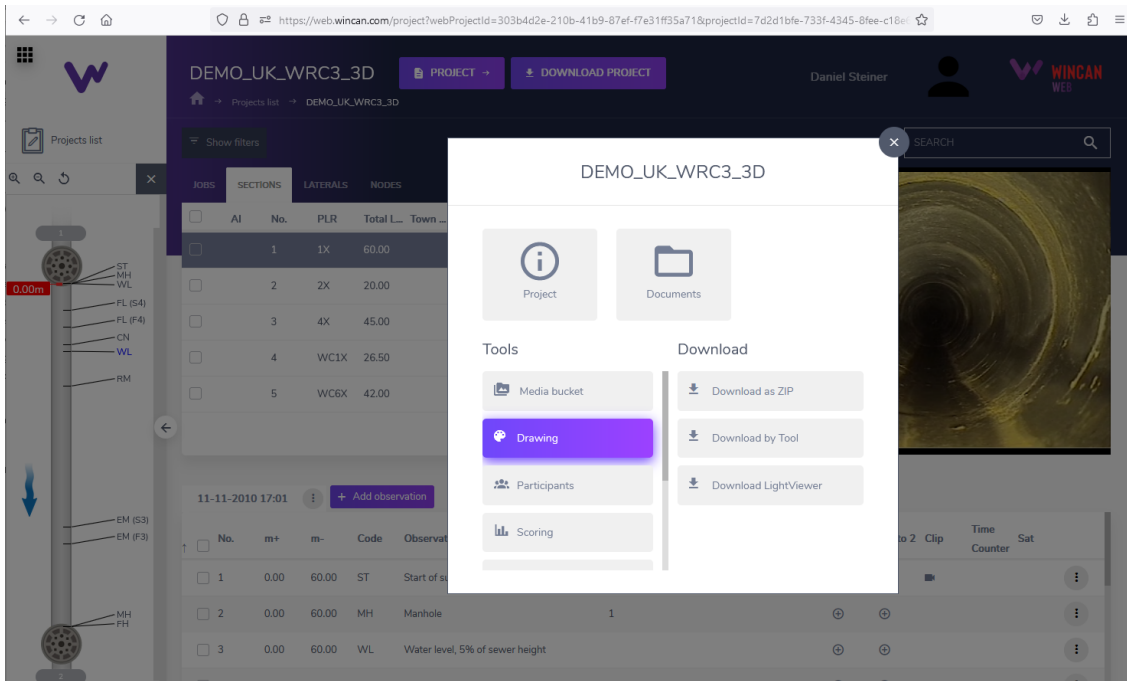 https://web.wincan.com/project?webProjectId=303b4d2e-210b-41b9-87ef-f7e31ff35a71&projectId=7d2d1bfe-733f-4345-8fee-c18e
DEMO_UK_WRC3_3D
PROJECT →
DOWNLOAD PROJECT
Daniel Steiner
WINCAN
WEB
→ Projects list → DEMO_UK_WRC3_3D
Projects list
Show filters
SEARCH
JOBS SECTIONS LATERALS NODES
AI No. PLR Total L... Town ...
1 1X 60.00
2 2X 20.00
3 4X 45.00
4 WC1X 26.50
5 WC6X 42.00
1
ST
MH
WL
0.00m
FL (S4)
FL (F4)
CN
WL
RM
EM (S3)
EM (F3)
MH
FH
2
DEMO_UK_WRC3_3D
Project
Documents
Tools
Download
Media bucket
Download as ZIP
Drawing
Download by Tool
Participants
Download LightViewer
Scoring
11-11-2010 17:01
+ Add observation
No. m+ m- Code Observat
to 2 Clip Time Counter Sat
1 0.00 60.00 ST Start of su
2 0.00 60.00 MH Manhole 1
3 0.00 60.00 WL Water level, 5% of sewer height